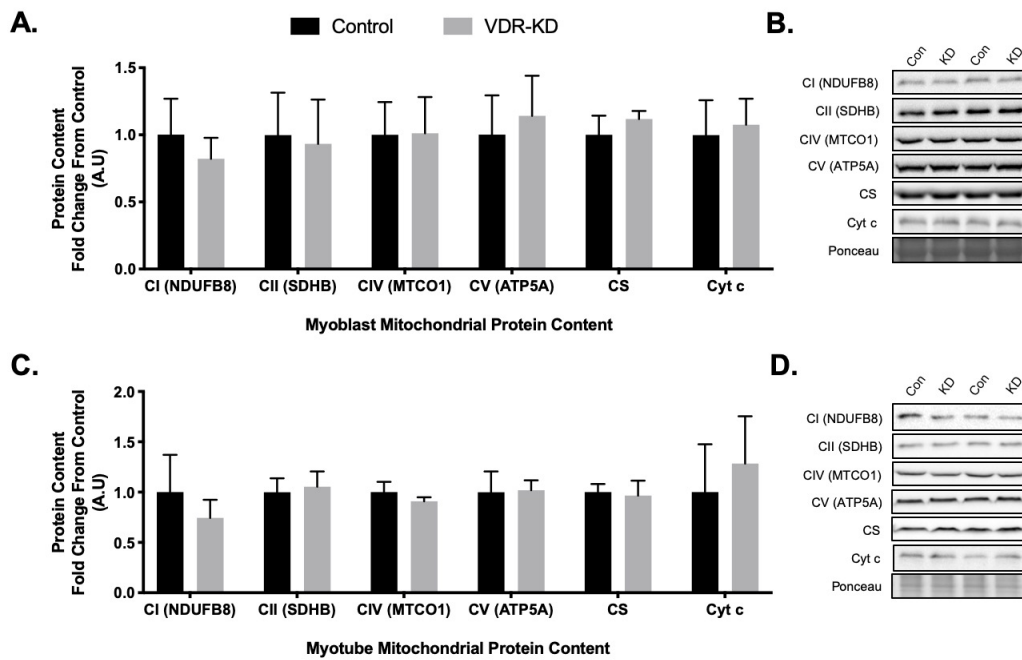 A.
Control
VDR-KD
Protein Content
Fold Change From Control
(A.U)
1.5
1.0
0.5
0.0
CI (NDUFB8)
CII (SDHB)
CIV (MTCO1)
CV (ATP5A)
CS
Cyt c
Myoblast Mitochondrial Protein Content
B.
Con
KD
Con
KD
CI (NDUFB8)
CII (SDHB)
CIV (MTCO1)
CV (ATP5A)
CS
Cyt c
Ponceau
C.
Protein Content
Fold Change From Control
(A.U)
2.0
1.5
1.0
0.5
0.0
CI (NDUFB8)
CII (SDHB)
CIV (MTCO1)
CV (ATP5A)
CS
Cyt c
Myotube Mitochondrial Protein Content
D.
Con
KD
Con
KD
CI (NDUFB8)
CII (SDHB)
CIV (MTCO1)
CV (ATP5A)
CS
Cyt c
Ponceau